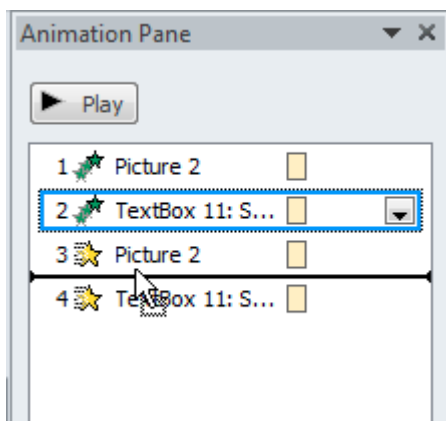 Animation Pane
Play
1 Picture 2
2 TextBox 11: S...
3 Picture 2
4 TextBox 11: S...